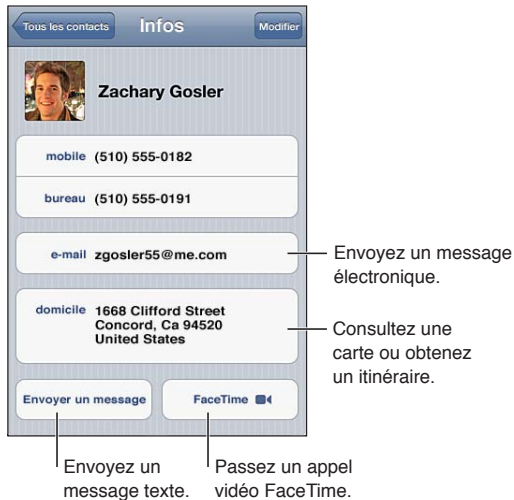 Tous les contacts Infos Modifier
Zachary Gosler
mobile (510) 555-0182
bureau (510) 555-0191
e-mail zgosler55@me.com
domicile 1668 Clifford Street
Concord, Ca 94520
United States
Envoyer un message FaceTime
Envoyez un message
électronique.
Consultez une
carte ou obtenez
un itinéraire.
Envoyez un
message texte.
Passez un appel
vidéo FaceTime.